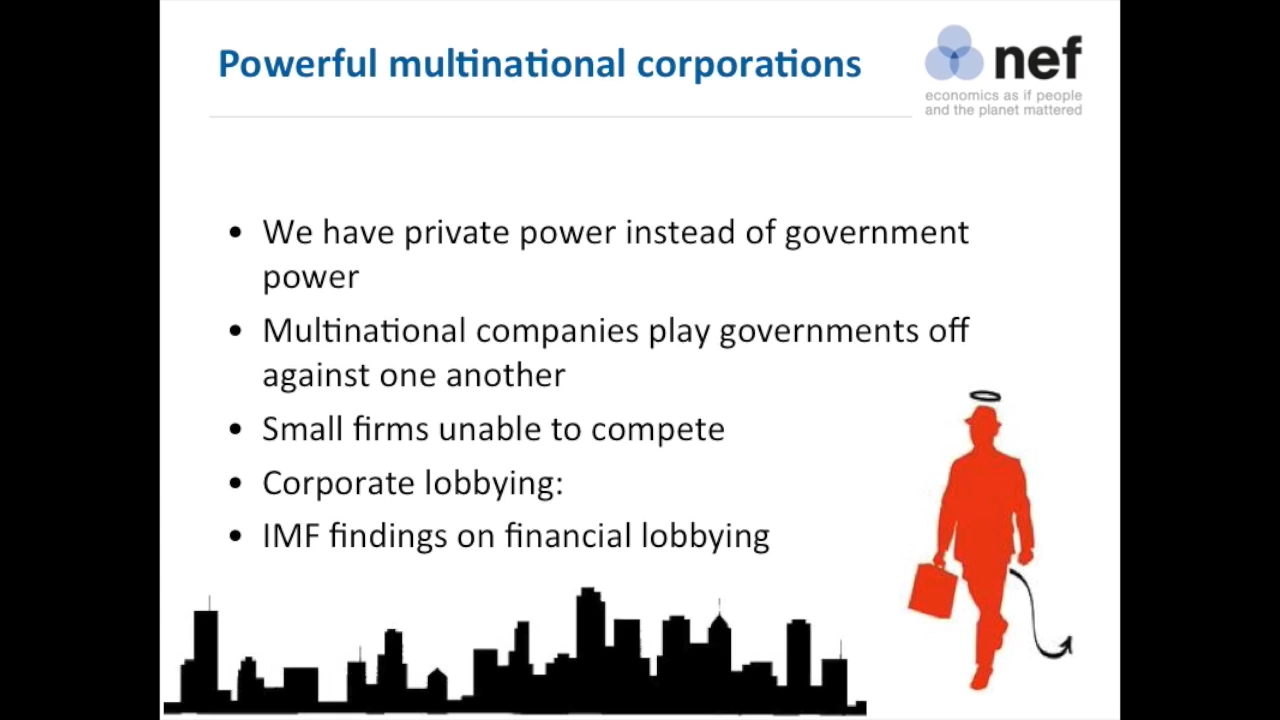 Powerful multinational corporations
nef
economics as if people
and the planet mattered
• We have private power instead of government
power
• Multinational companies play governments off
against one another
• Small firms unable to compete
• Corporate lobbying:
• IMF findings on financial lobbying